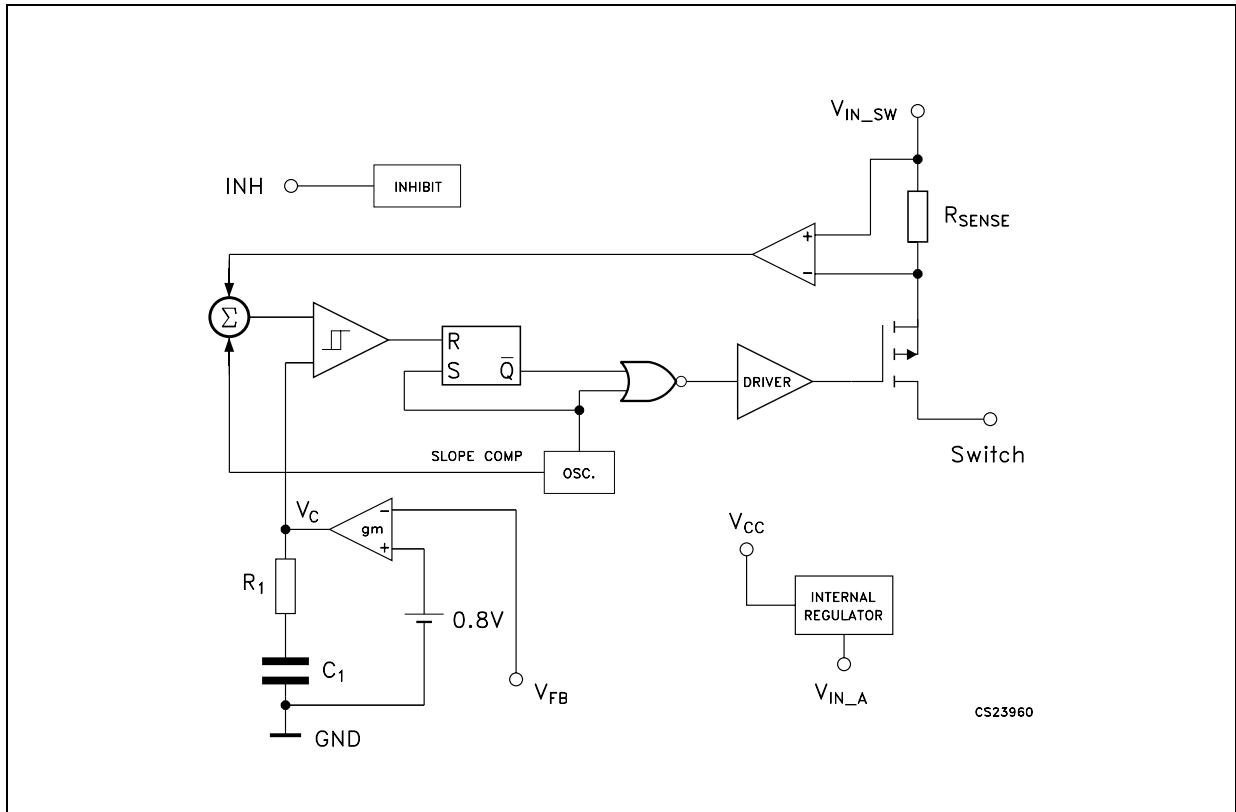 V_IN_SW
INH
INHIBIT
R_SENSE
+
−
Σ
R
S Q̅
DRIVER
SLOPE COMP
OSC.
Switch
V_C
−
gm
+
V_CC
R_1
0.8V
INTERNAL
REGULATOR
C_1
V_FB
V_IN_A
CS23960
GND